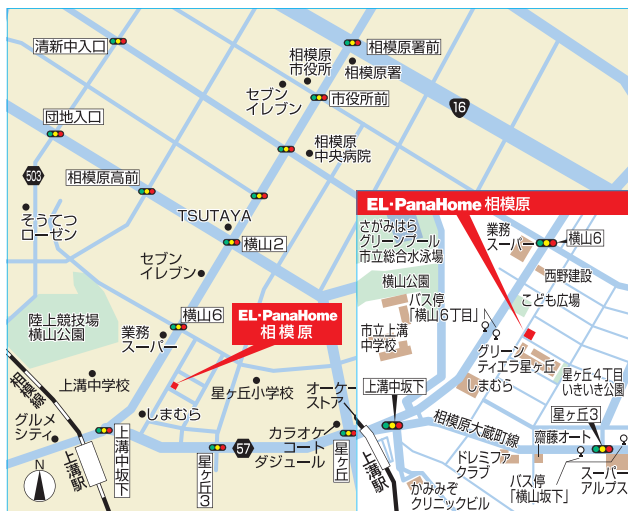 清新中入口
相模原
市役所
相模原署前
相模原署
セブン
イレブン
市役所前
16
団地入口
相模原
中央病院
503
相模原高前
そうてつ
ローゼン
TSUTAYA
横山2
セブン
イレブン
陸上競技場
横山公園
横山6
業務
スーパー
EL・PanaHome
相模原
相模線
上溝中学校
星ヶ丘小学校
オーケー
ストア
グルメ
シティ
しまむら
カラオケ
コート
ダジュール
上溝駅
上溝中坂下
星ヶ丘3
57
星ヶ丘
N
EL・PanaHome 相模原
さがみはら
グリーンプール
市立総合水泳場
業務
スーパー
横山6
西野建設
横山公園
こども広場
バス停
「横山6丁目」
市立上溝
中学校
グリーン
ティエラ星ヶ丘
しまむら
星ヶ丘4丁目
いきいき公園
上溝中坂下
星ヶ丘3
相模原大蔵町線
齋藤オート
ドレミファ
クラブ
上溝駅
かみみぞ
クリニックビル
バス停
「横山坂下」
スーパー
アルプス